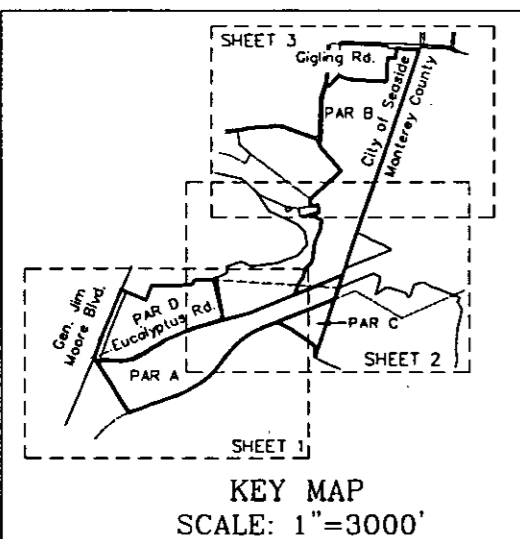 SHEET 3
Gigling Rd.
PAR B
City of Seaside
Monterey County
Gen. Jim
Moore Blvd.
PAR D
Eucalyptus Rd.
PAR A
PAR C
SHEET 2
SHEET 1
KEY MAP
SCALE: 1"=3000'